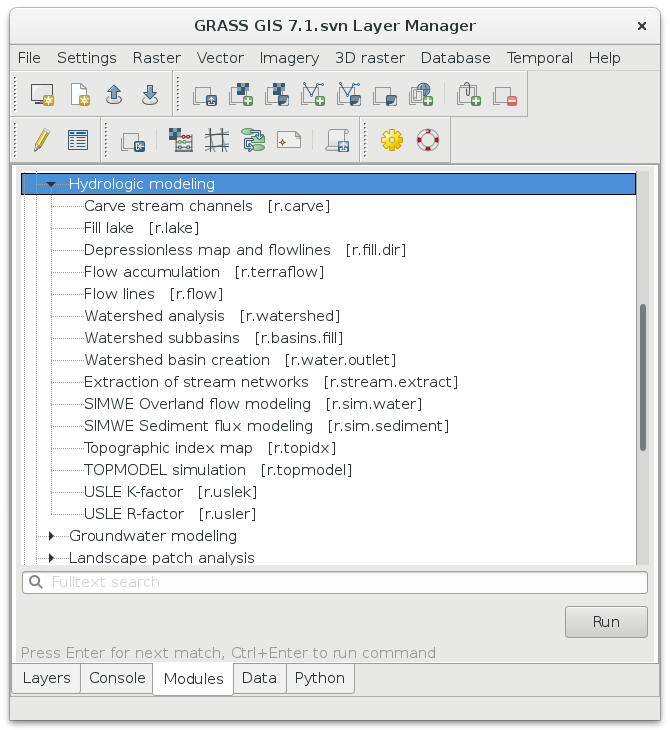 GRASS GIS 7.1.svn Layer Manager
File Settings Raster Vector Imagery 3D raster Database Temporal Help
Hydrologic modeling
Carve stream channels [r.carve]
Fill lake [r.lake]
Depressionless map and flowlines [r.fill.dir]
Flow accumulation [r.terraflow]
Flow lines [r.flow]
Watershed analysis [r.watershed]
Watershed subbasins [r.basins.fill]
Watershed basin creation [r.water.outlet]
Extraction of stream networks [r.stream.extract]
SIMWE Overland flow modeling [r.sim.water]
SIMWE Sediment flux modeling [r.sim.sediment]
Topographic index map [r.topidx]
TOPMODEL simulation [r.topmodel]
USLE K-factor [r.uslek]
USLE R-factor [r.usler]
Groundwater modeling
Landscape patch analysis
Fulltext search
Run
Press Enter for next match, Ctrl+Enter to run command
Layers Console Modules Data Python